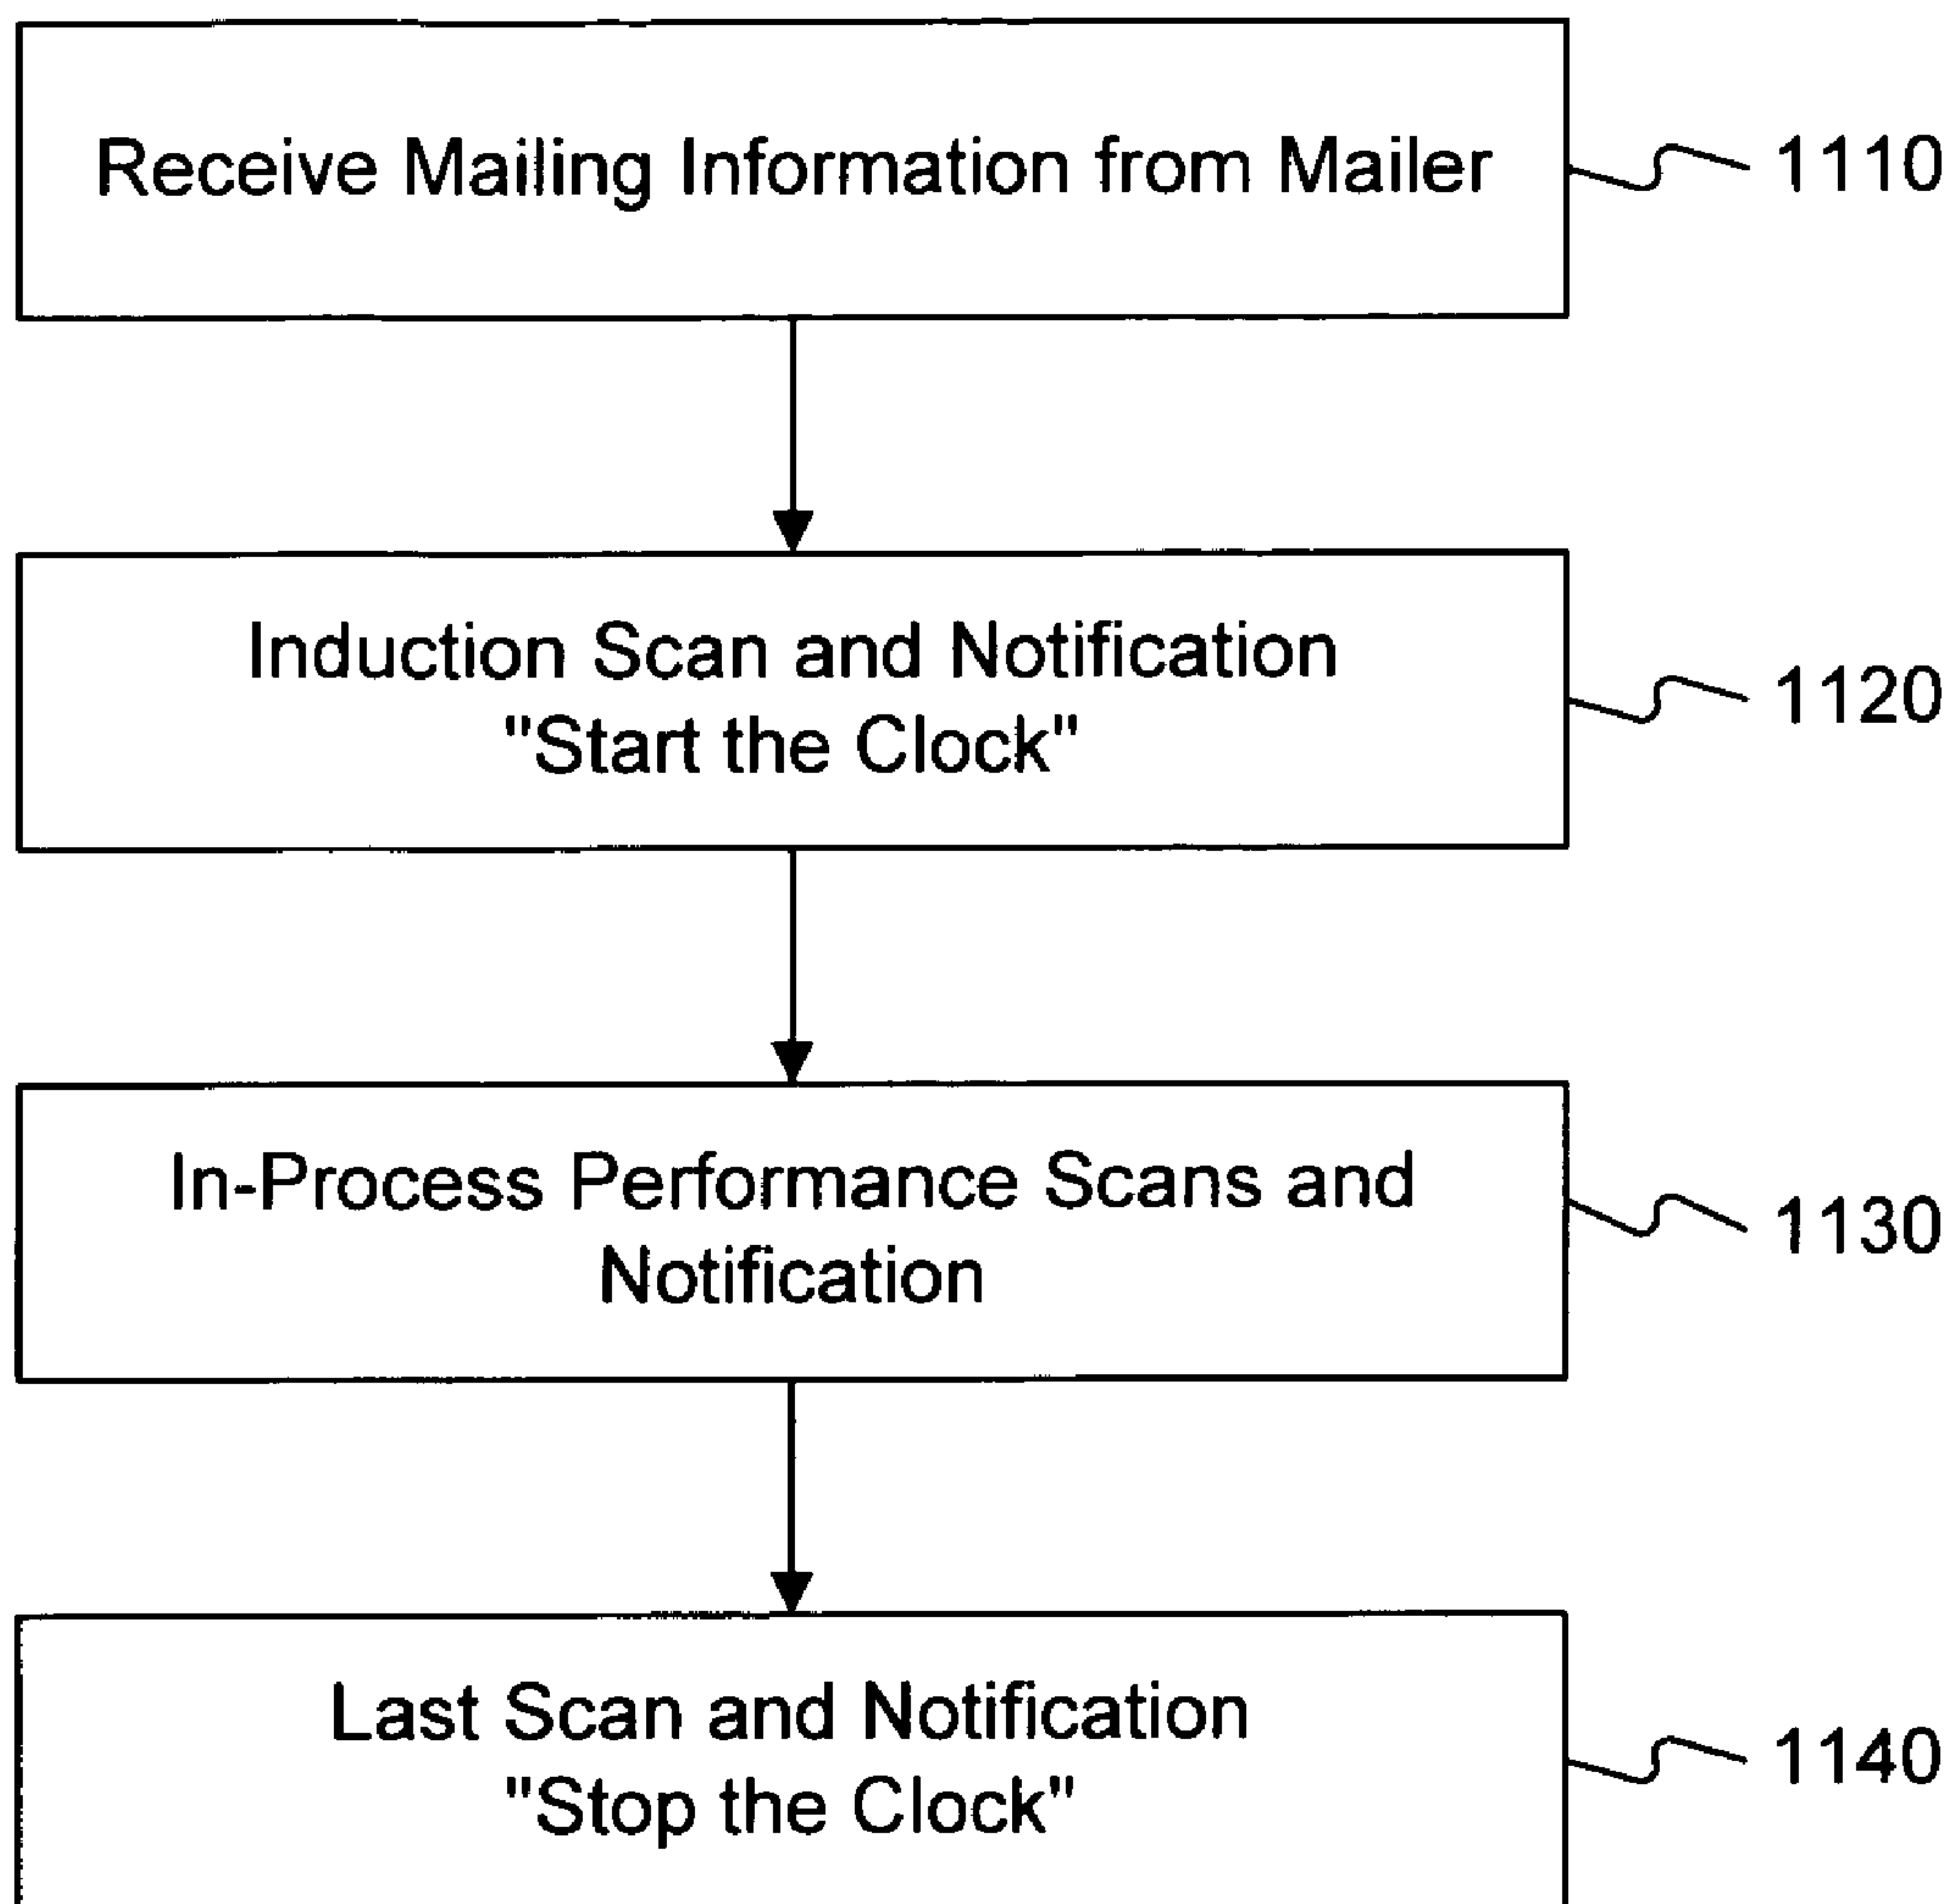 Receive Mailing Information from Mailer
1110
Induction Scan and Notification
"Start the Clock"
1120
In-Process Performance Scans and
Notification
1130
Last Scan and Notification
"Stop the Clock"
1140